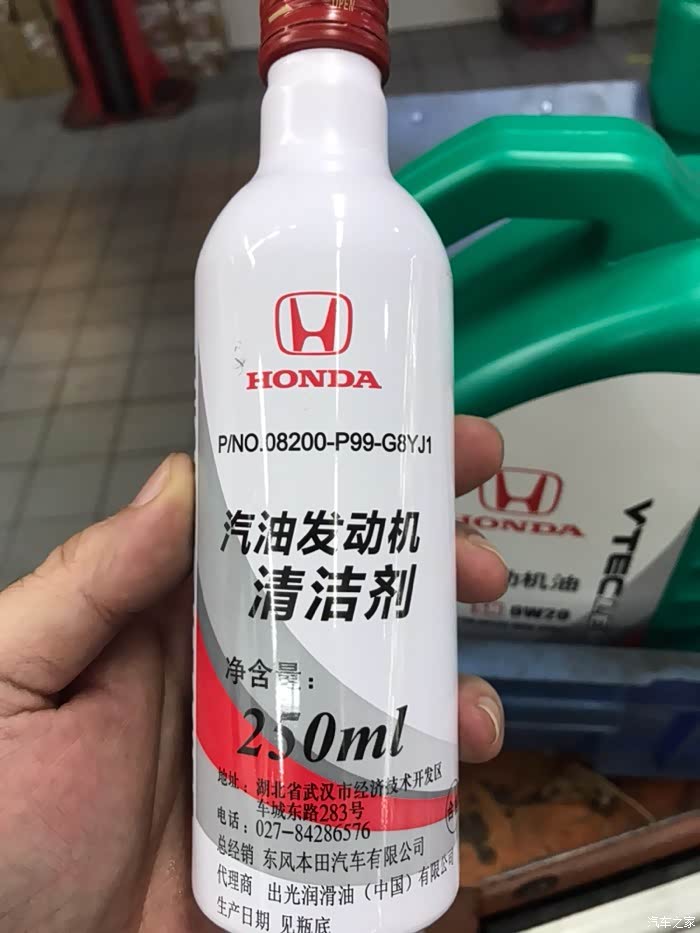 OPEN
HONDA
P/NO.08200-P99-G8YJ1
汽油发动机
清洁剂
净含量：
250ml
地址：湖北省武汉市经济技术开发区
车城东路283号
电话：027-84286576
总经销 东风本田汽车有限公司
代理商 出光润滑油（中国）有限公司
生产日期 见瓶底
HONDA
动机油
0W20
VTEC
汽车之家